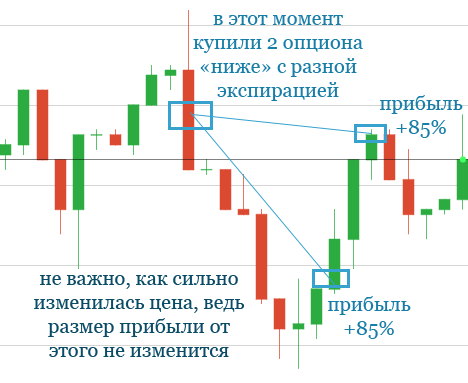 в этот момент
купили 2 опциона
«ниже» с разной
экспирацией
прибыль
+85%
не важно, как сильно
изменилась цена, ведь
размер прибыли от
этого не изменится
прибыль
+85%